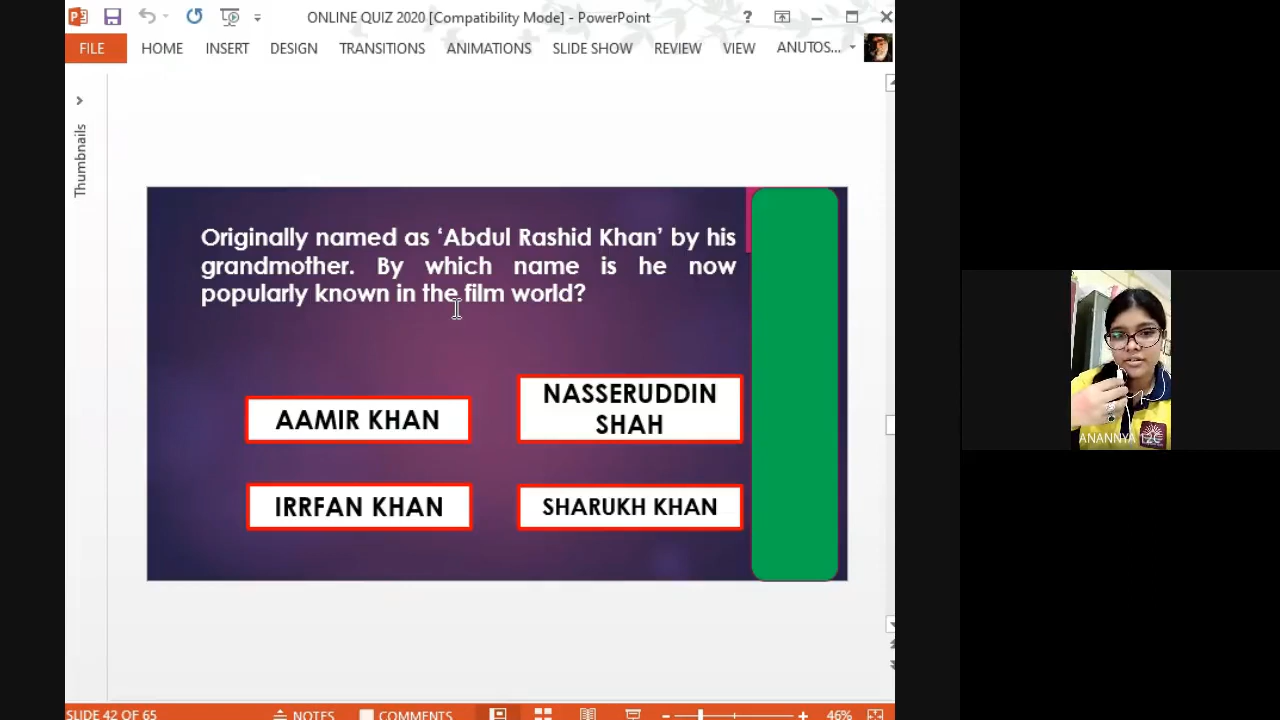 ONLINE QUIZ 2020 [Compatibility Mode] - PowerPoint
?
FILE HOME INSERT DESIGN TRANSITIONS ANIMATIONS SLIDE SHOW REVIEW VIEW ANUTOS...
Thumbnails
Originally named as ‘Abdul Rashid Khan’ by his
grandmother. By which name is he now
popularly known in the film world?
AAMIR KHAN
NASSERUDDIN
SHAH
IRRFAN KHAN
SHARUKH KHAN
ANANNYA 12C
SLIDE 42 OF 65 NOTES COMMENTS 46%